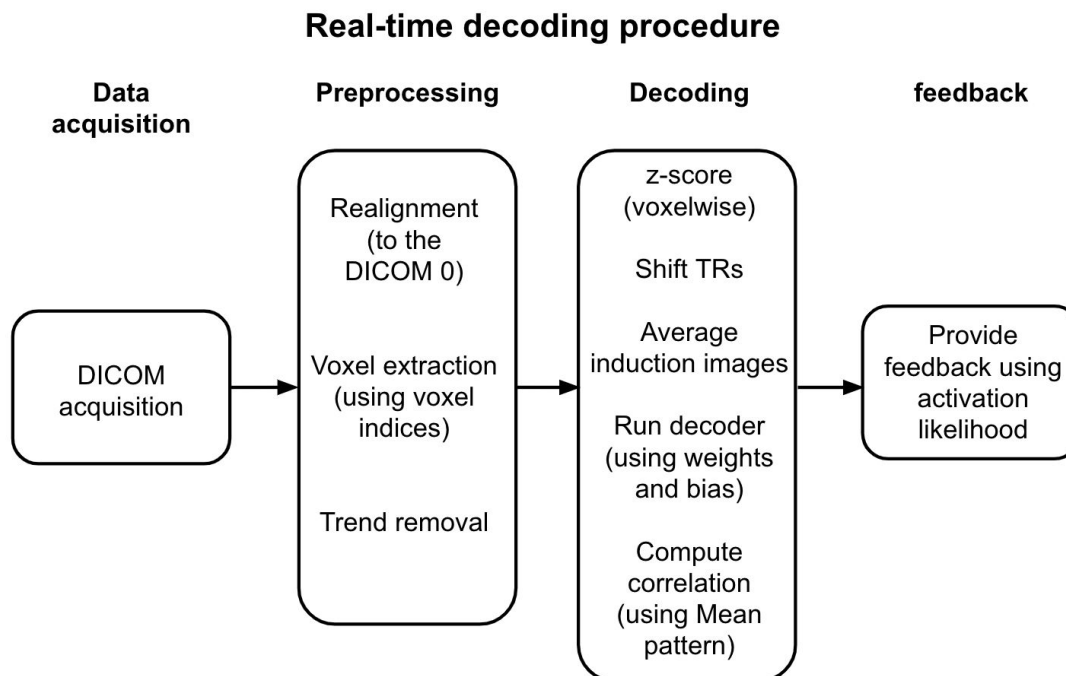 Real-time decoding procedure
Data
acquisition
Preprocessing
Decoding
feedback
DICOM
acquisition
Realignment
(to the
DICOM 0)
Voxel extraction
(using voxel
indices)
Trend removal
z-score
(voxelwise)
Shift TRs
Average
induction images
Run decoder
(using weights
and bias)
Compute
correlation
(using Mean
pattern)
Provide
feedback using
activation
likelihood